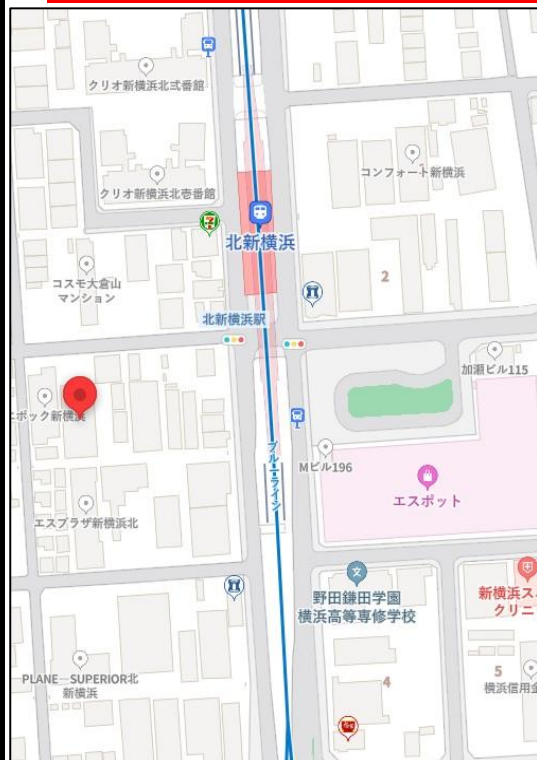 クリオ新横浜北弐番館
コンフォート新横浜
クリオ新横浜北壱番館
北新横浜
コスモ大倉山
マンション
2
北新横浜駅
加瀬ビル115
ポック新横浜
Mビル196
ブルーライン
エスポット
エスプラザ新横浜北
文
野田鎌田学園
横浜高等専修学校
新横浜ス
クリニ
PLANE－SUPERIOR北
新横浜
4
5
横浜信用金